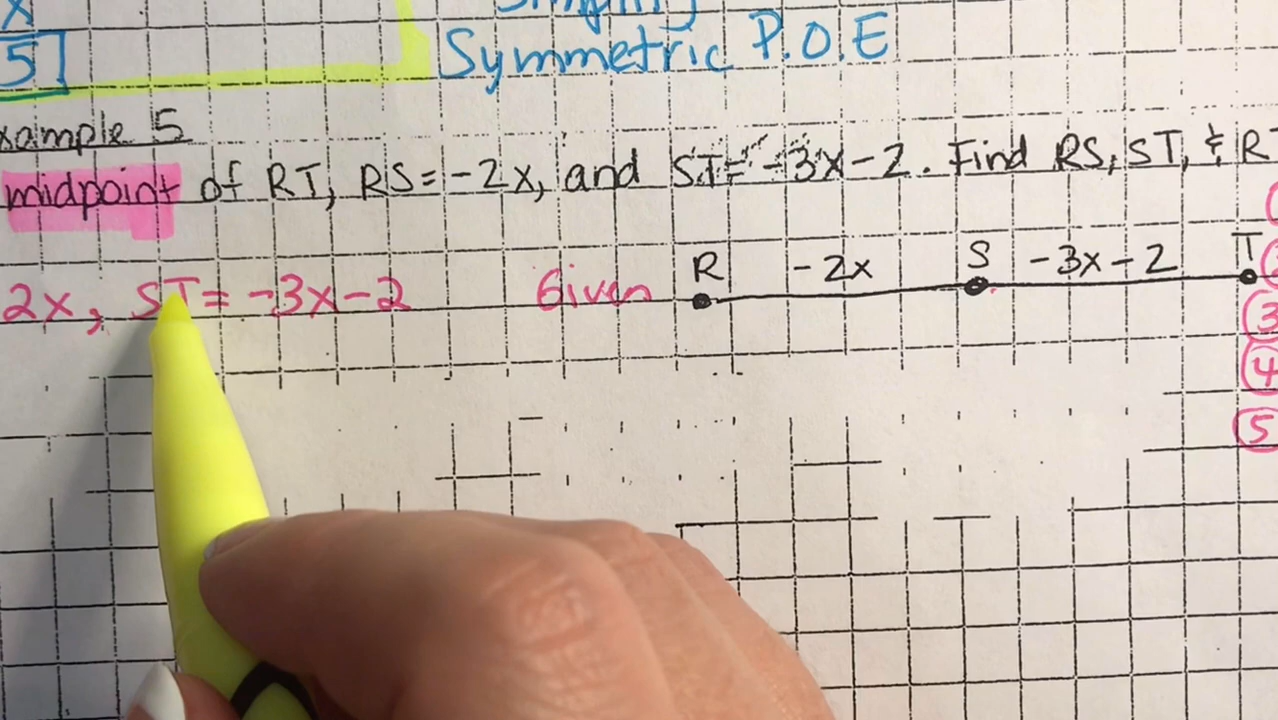 x
5
Symmetric P.O.E
xample 5
midpoint of RT, RS=-2x, and ST=-3x-2. Find RS, ST, & R
R -2x S -3x-2 T
2x, ST=-3x-2 Given
3
4
5